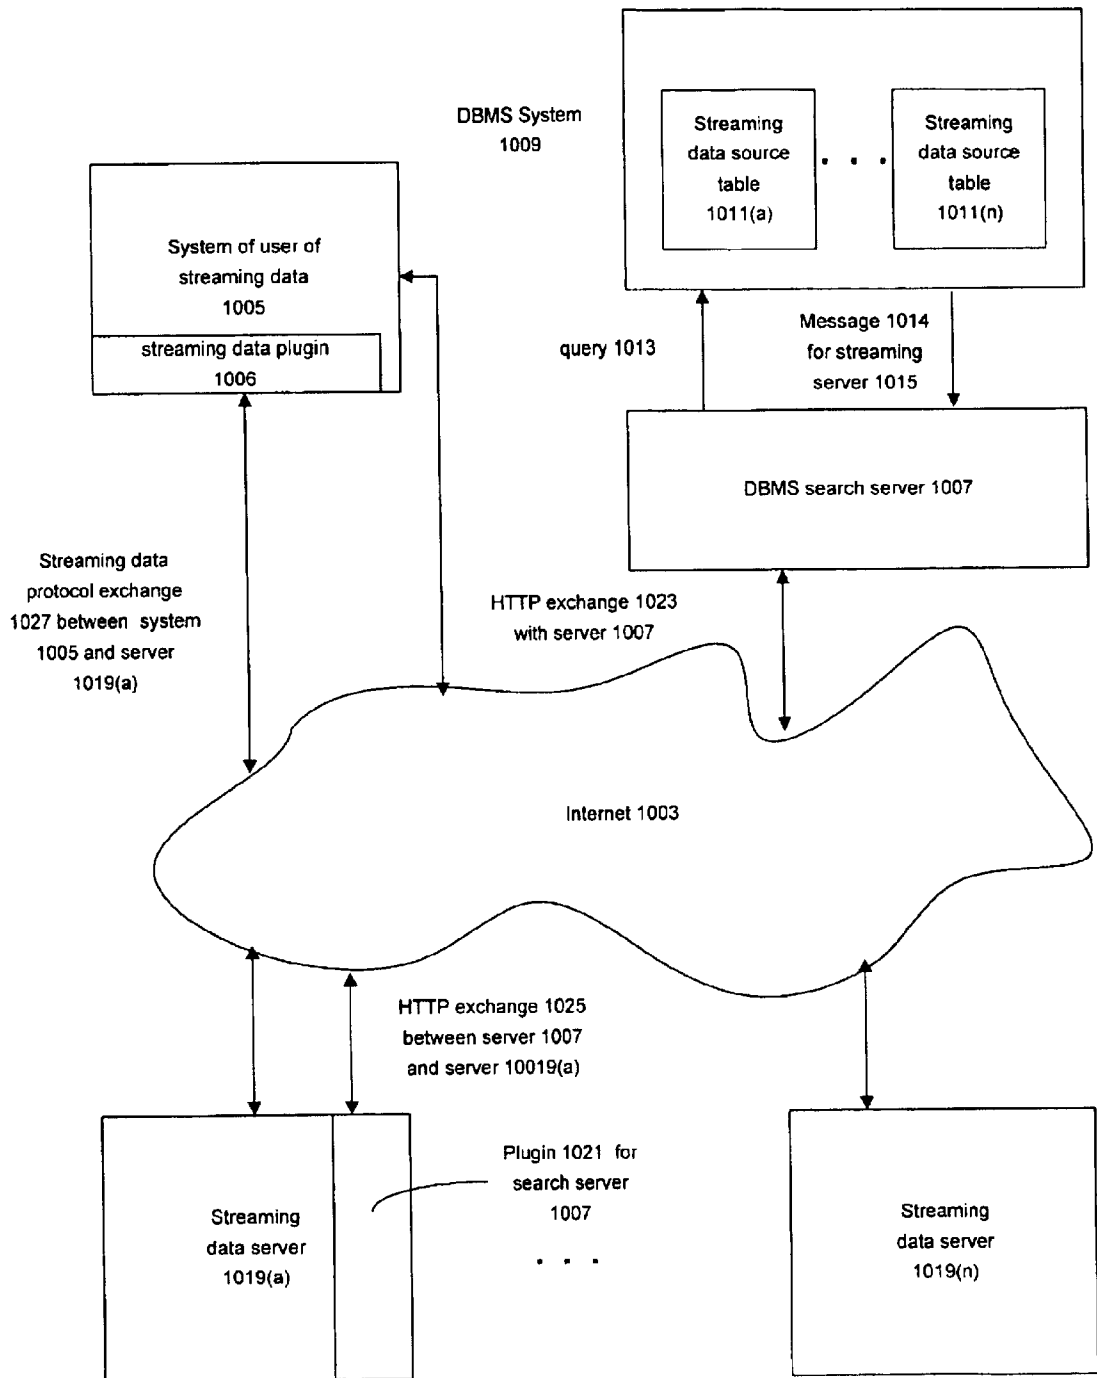 DBMS System
1009
Streaming
data source
table
1011(a)
Streaming
data source
table
1011(n)
System of user of
streaming data
1005
streaming data plugin
1006
query 1013
Message 1014
for streaming
server 1015
DBMS search server 1007
Streaming data
protocol exchange
1027 between system
1005 and server
1019(a)
HTTP exchange 1023
with server 1007
Internet 1003
HTTP exchange 1025
between server 1007
and server 10019(a)
Plugin 1021 for
search server
1007
Streaming
data server
1019(a)
Streaming
data server
1019(n)